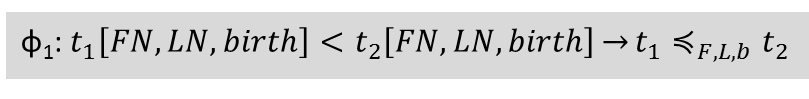 ϕ₁: t₁[FN, LN, birth] < t₂[FN, LN, birth] → t₁ ≼_{F,L,b} t₂